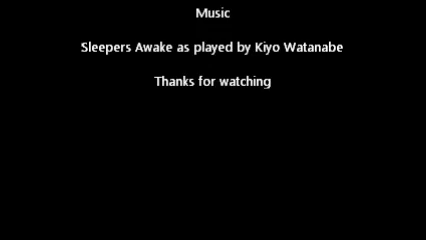 Music
Sleepers Awake as played by Kiyo Watanabe
Thanks for watching